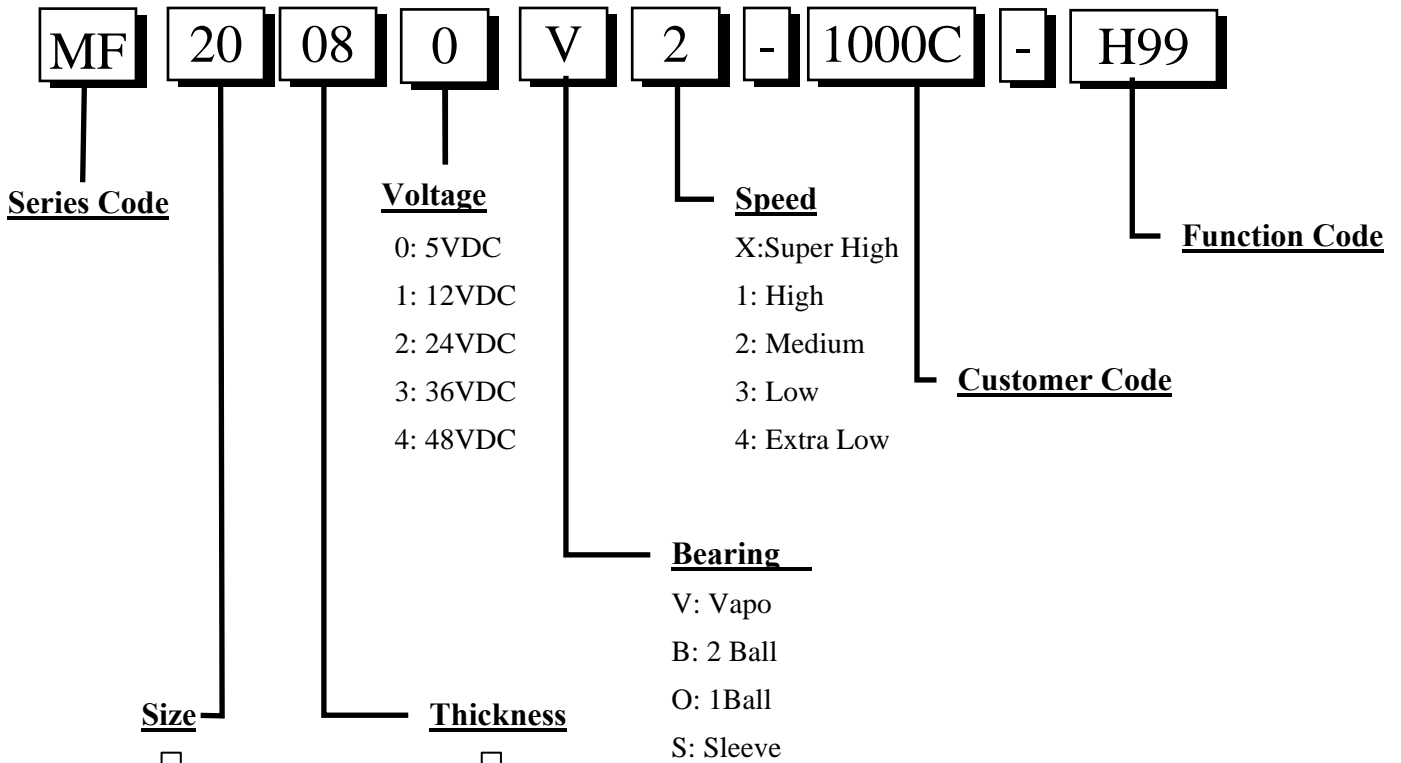 MF 20 08 0 V 2 - 1000C - H99
Series Code
Voltage
0: 5VDC
1: 12VDC
2: 24VDC
3: 36VDC
4: 48VDC
Speed
X:Super High
1: High
2: Medium
3: Low
4: Extra Low
Function Code
Customer Code
Bearing
V: Vapo
B: 2 Ball
O: 1Ball
S: Sleeve
Size
Thickness